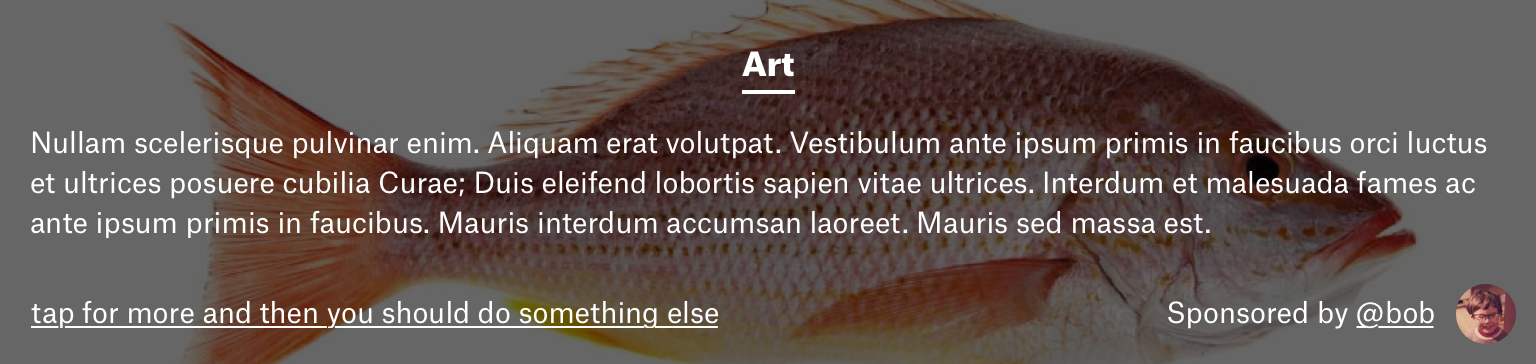 Art
Nullam scelerisque pulvinar enim. Aliquam erat volutpat. Vestibulum ante ipsum primis in faucibus orci luctus
et ultrices posuere cubilia Curae; Duis eleifend lobortis sapien vitae ultrices. Interdum et malesuada fames ac
ante ipsum primis in faucibus. Mauris interdum accumsan laoreet. Mauris sed massa est.
tap for more and then you should do something else
Sponsored by @bob